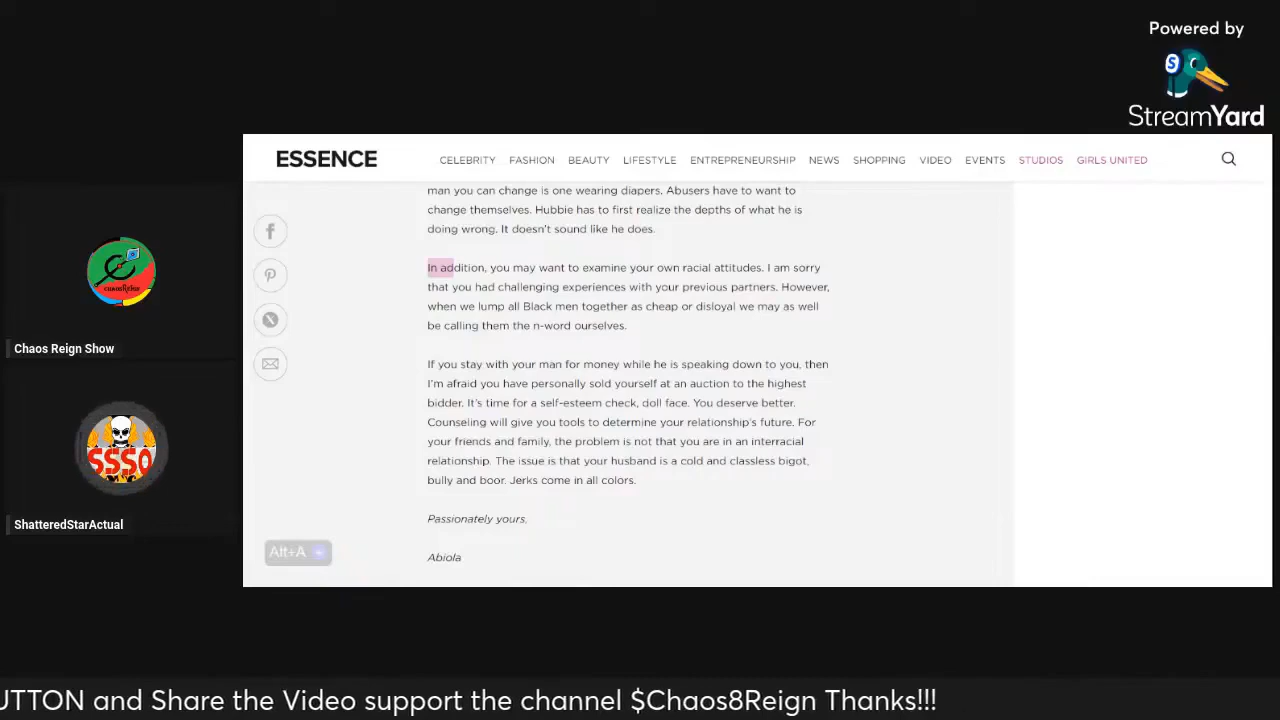 Powered by
StreamYard
ESSENCE
CELEBRITY FASHION BEAUTY LIFESTYLE ENTREPRENEURSHIP NEWS SHOPPING VIDEO EVENTS STUDIOS GIRLS UNITED
man you can change is one wearing diapers. Abusers have to want to
change themselves. Hubbie has to first realize the depths of what he is
doing wrong. It doesn't sound like he does.
In addition, you may want to examine your own racial attitudes. I am sorry
that you had challenging experiences with your previous partners. However,
when we lump all Black men together as cheap or disloyal we may as well
be calling them the n-word ourselves.
If you stay with your man for money while he is speaking down to you, then
I'm afraid you have personally sold yourself at an auction to the highest
bidder. It's time for a self-esteem check, doll face. You deserve better.
Counseling will give you tools to determine your relationship's future. For
your friends and family, the problem is not that you are in an interracial
relationship. The issue is that your husband is a cold and classless bigot,
bully and boor. Jerks come in all colors.
Passionately yours,
Abiola
Alt+A
chaosReign
Chaos Reign Show
SSSO
ShatteredStarActual
UTTON and Share the Video support the channel $Chaos8Reign Thanks!!!